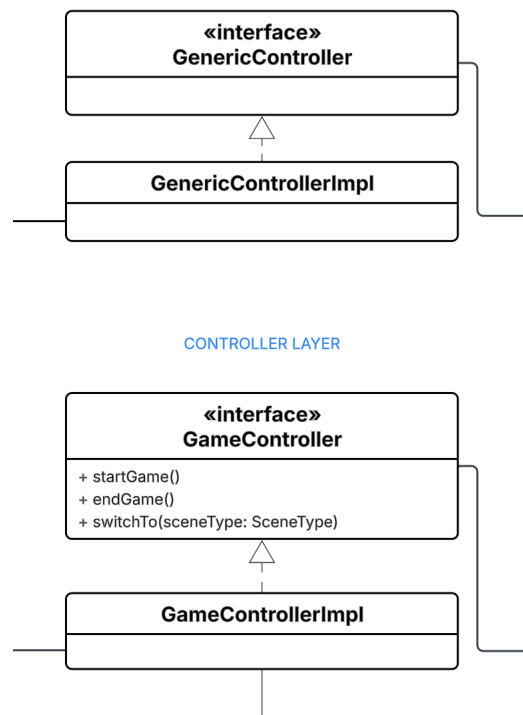 «interface»
GenericController
GenericControllerImpl
CONTROLLER LAYER
«interface»
GameController
+ startGame()
+ endGame()
+ switchTo(sceneType: SceneType)
GameControllerImpl